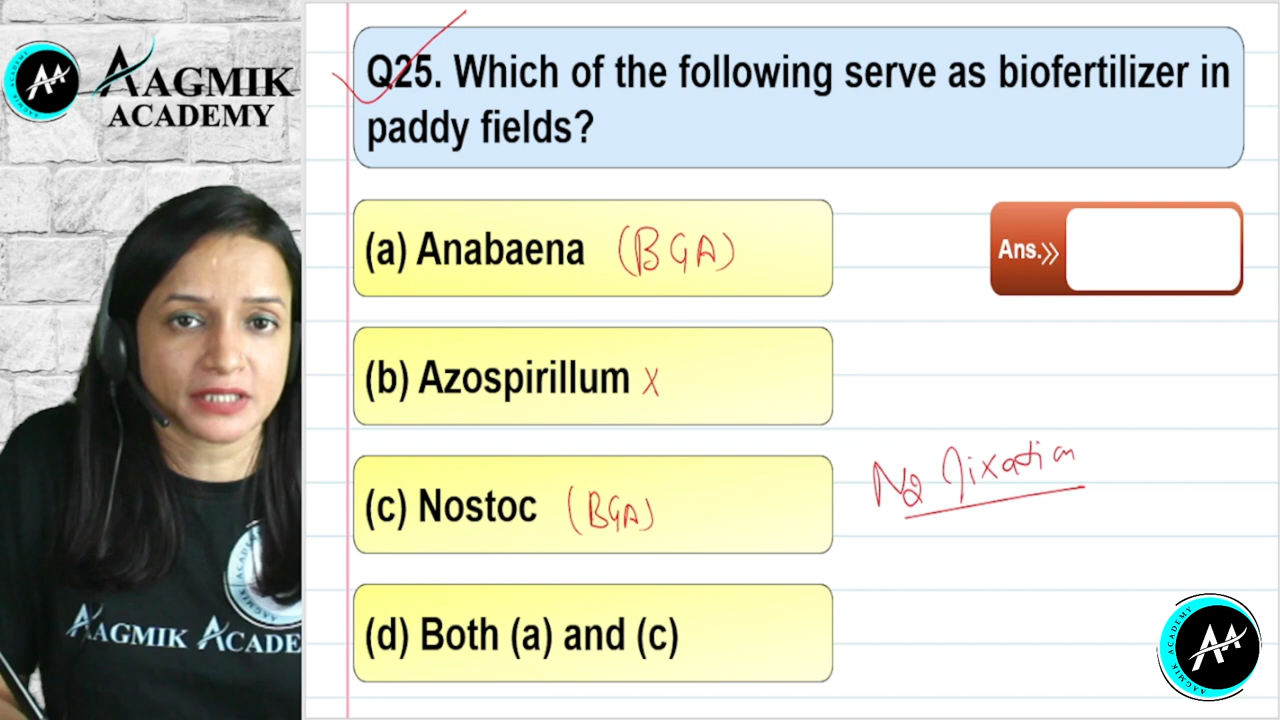 AAGMIK
ACADEMY
Q25. Which of the following serve as biofertilizer in
paddy fields?
(a) Anabaena (BGA)
Ans.
(b) Azospirillum x
(c) Nostoc (BGA)
N2 fixation
(d) Both (a) and (c)
AAGMIK ACADE
ACADEMY